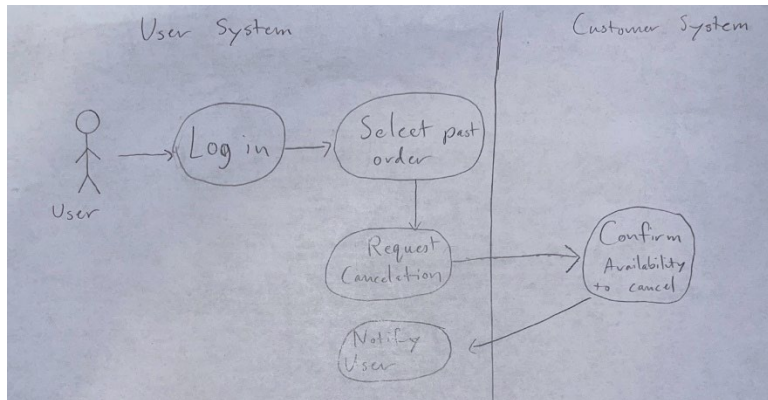 User System
Customer System
User
Log in
Select past
order
Request
Cancelation
Confirm
Availability
to cancel
Notify
User